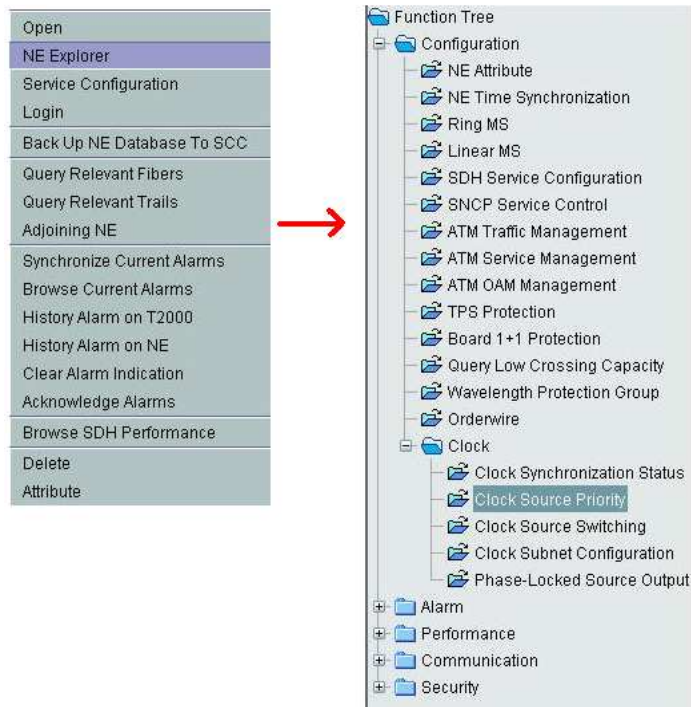 Open
NE Explorer
Service Configuration
Login
Back Up NE Database To SCC
Query Relevant Fibers
Query Relevant Trails
Adjoining NE
Synchronize Current Alarms
Browse Current Alarms
History Alarm on T2000
History Alarm on NE
Clear Alarm Indication
Acknowledge Alarms
Browse SDH Performance
Delete
Attribute
Function Tree
Configuration
NE Attribute
NE Time Synchronization
Ring MS
Linear MS
SDH Service Configuration
SNCP Service Control
ATM Traffic Management
ATM Service Management
ATM OAM Management
TPS Protection
Board 1+1 Protection
Query Low Crossing Capacity
Wavelength Protection Group
Orderwire
Clock
Clock Synchronization Status
Clock Source Priority
Clock Source Switching
Clock Subnet Configuration
Phase-Locked Source Output
Alarm
Performance
Communication
Security